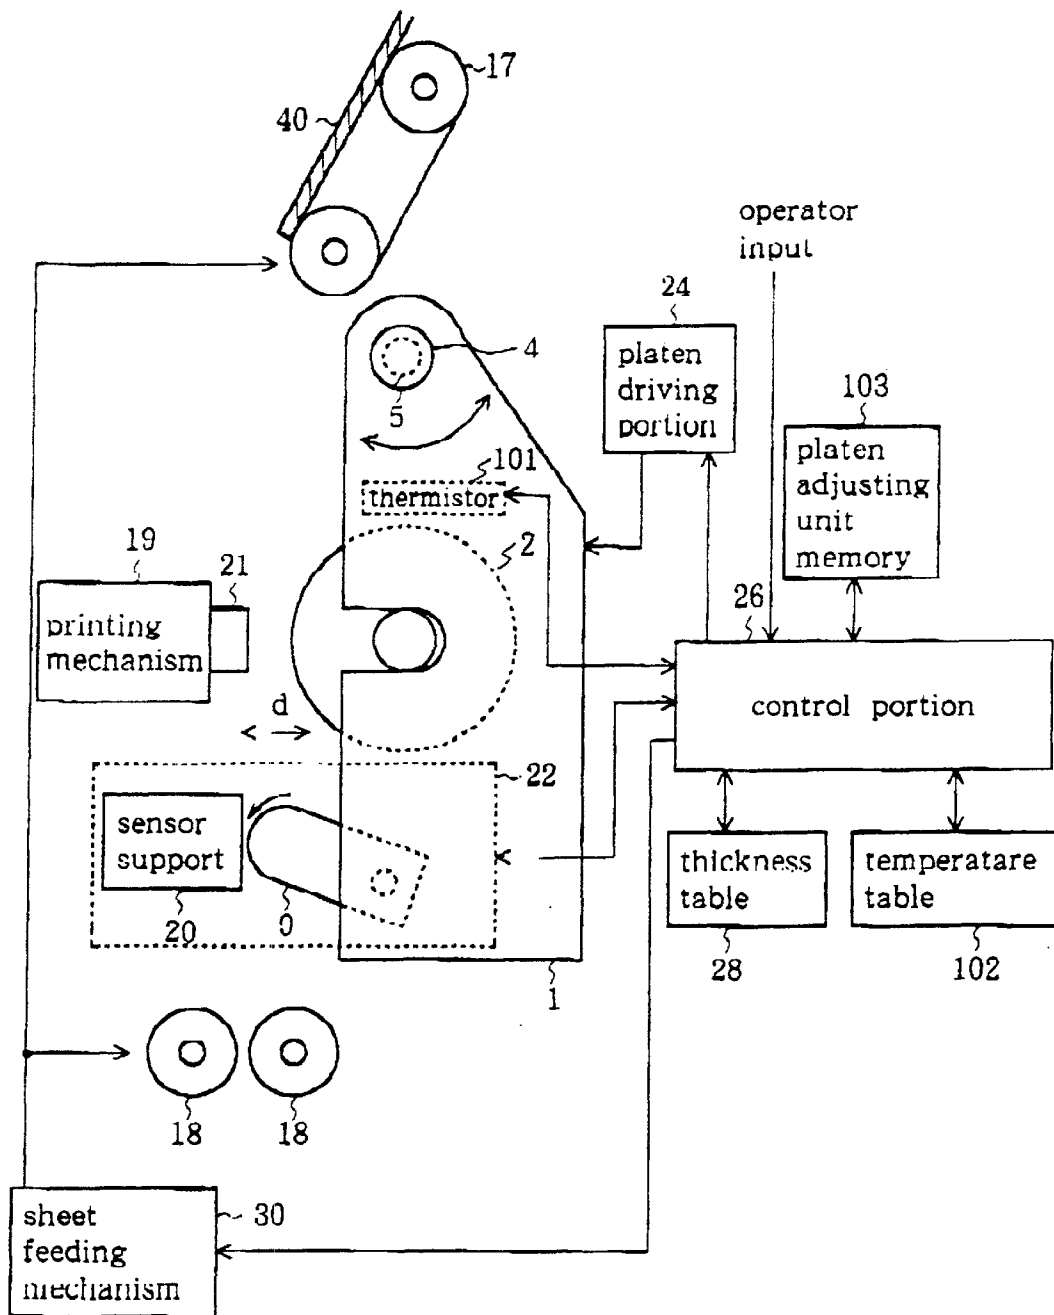 17
40
operator
input
24
4
platen
driving
portion
5
103
platen
adjusting
unit
memory
101
thermistor
2
19
21
printing
mechanism
26
control portion
d
22
sensor
support
20
0
thickness
table
temperatare
table
28
102
1
18
18
30
sheet
feeding
mechanism